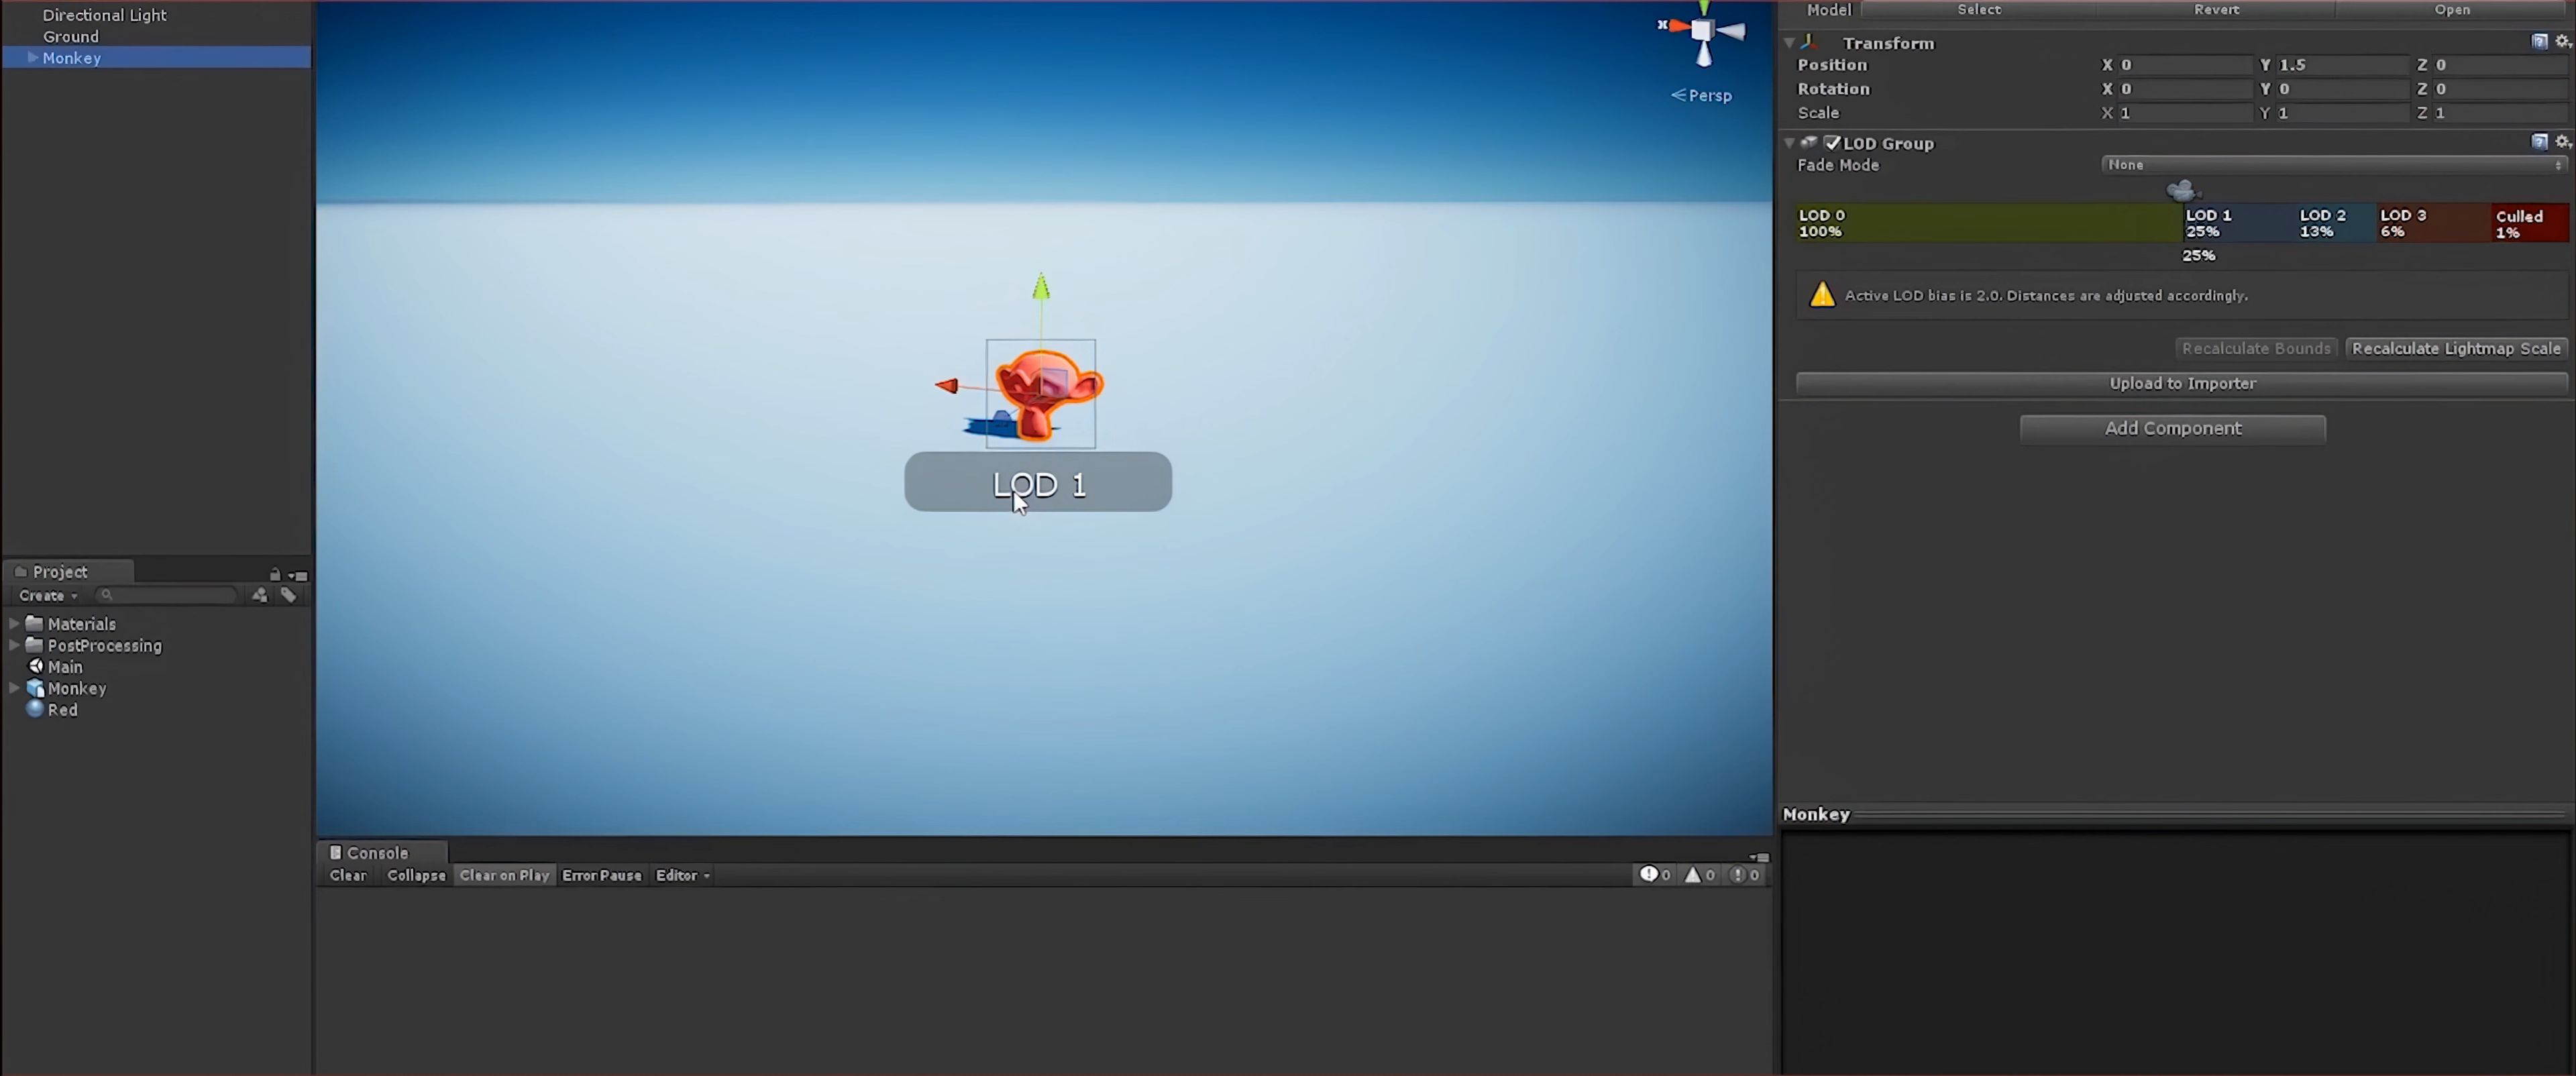 Directional Light
Ground
Monkey
Project
Create
Materials
PostProcessing
Main
Monkey
Red
x
Persp
LOD 1
Console
Clear Collapse Clear on Play Error Pause Editor
0 0 0
Model Select Revert Open
Transform
Position X 0 Y 1.5 Z 0
Rotation X 0 Y 0 Z 0
Scale X 1 Y 1 Z 1
LOD Group
Fade Mode None
LOD 0 LOD 1 LOD 2 LOD 3 Culled
100% 25% 13% 6% 1%
25%
Active LOD bias is 2.0. Distances are adjusted accordingly.
Recalculate Bounds Recalculate Lightmap Scale
Upload to Importer
Add Component
Monkey